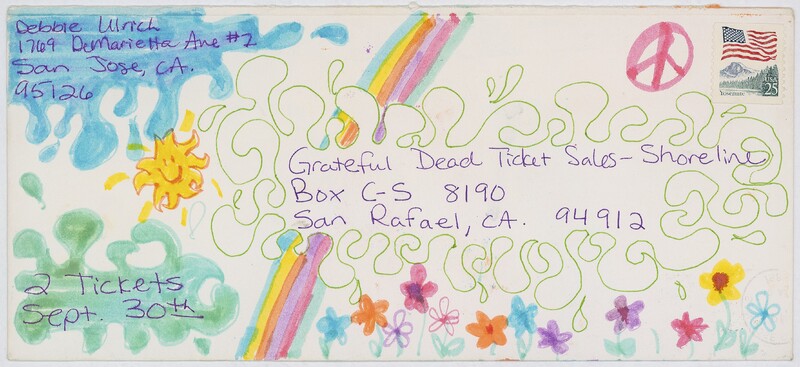 Debbie Ulrich
1769 DeMarietta Ave #2
San Jose, CA.
95126
USA
25
YOSEMITE
Grateful Dead Ticket Sales - Shoreline
Box C-S 8190
San Rafael, CA. 94912
2 Tickets
Sept. 30th